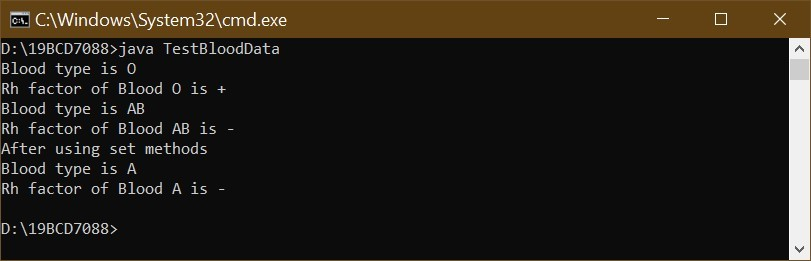 C:\Windows\System32\cmd.exe
D:\19BCD7088>java TestBloodData
Blood type is O
Rh factor of Blood O is +
Blood type is AB
Rh factor of Blood AB is -
After using set methods
Blood type is A
Rh factor of Blood A is -
D:\19BCD7088>